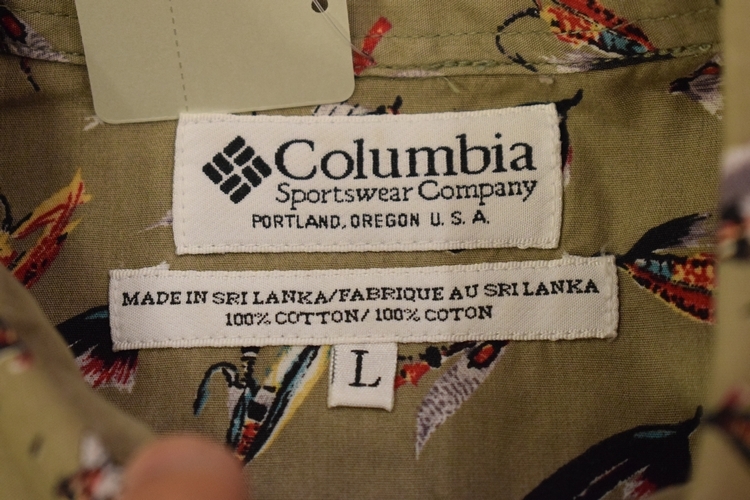 Columbia
Sportswear Company
PORTLAND, OREGON U. S. A.
MADE IN SRI LANKA/FABRIQUE AU SRI LANKA
100% COTTON/ 100% COTON
L